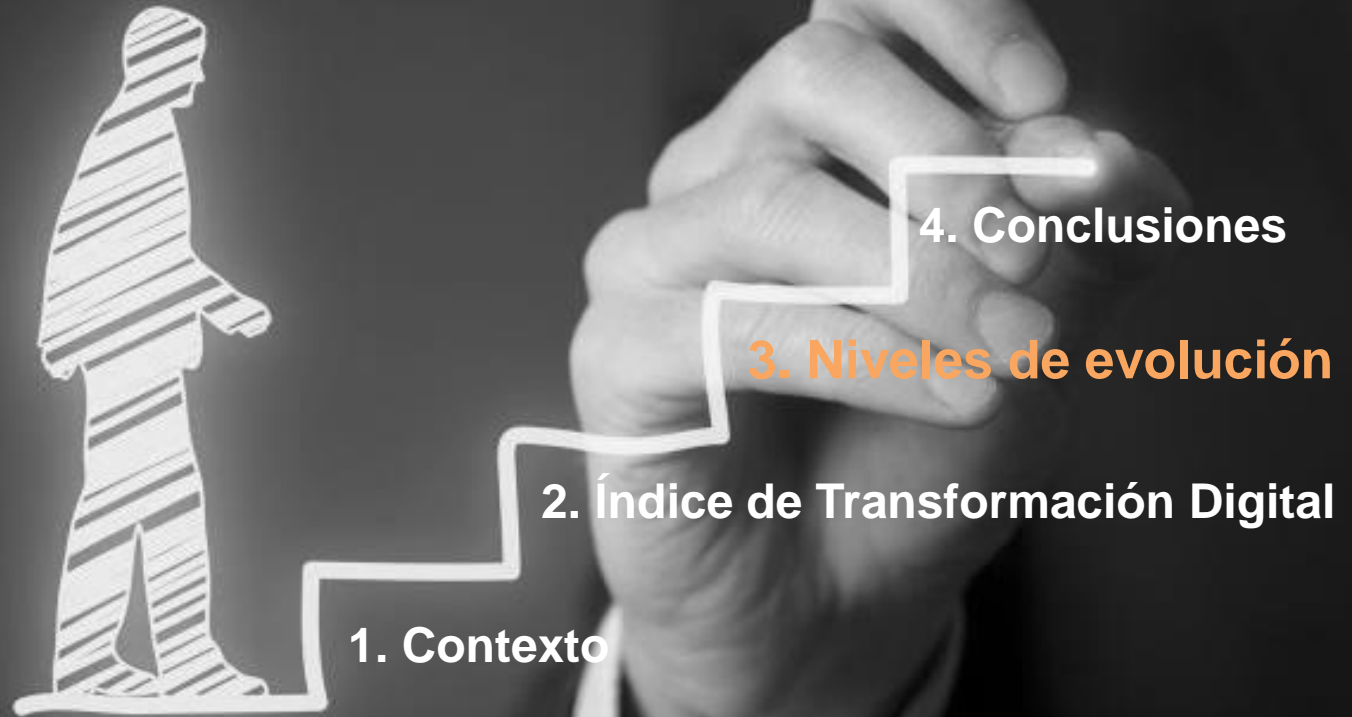 4. Conclusiones
3. Niveles de evolución
2. Índice de Transformación Digital
1. Contexto